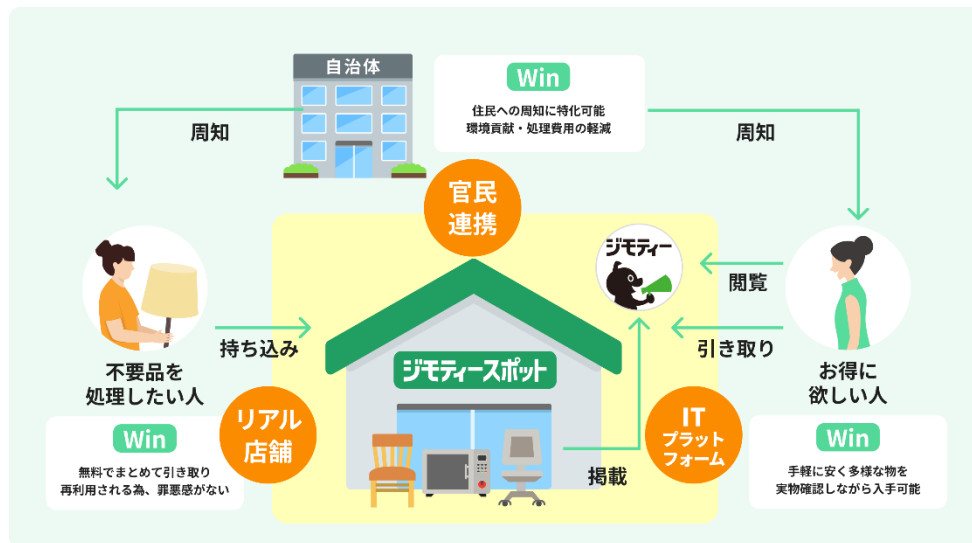 自治体
Win
住民への周知に特化可能
環境貢献・処理費用の軽減
周知
周知
官民
連携
ジモティー
閲覧
持ち込み
引き取り
ジモティースポット
不要品を
処理したい人
お得に
欲しい人
リアル
店舗
IT
プラット
フォーム
Win
無料でまとめて引き取り
再利用される為、罪悪感がない
掲載
Win
手軽に安く多様な物を
実物確認しながら入手可能